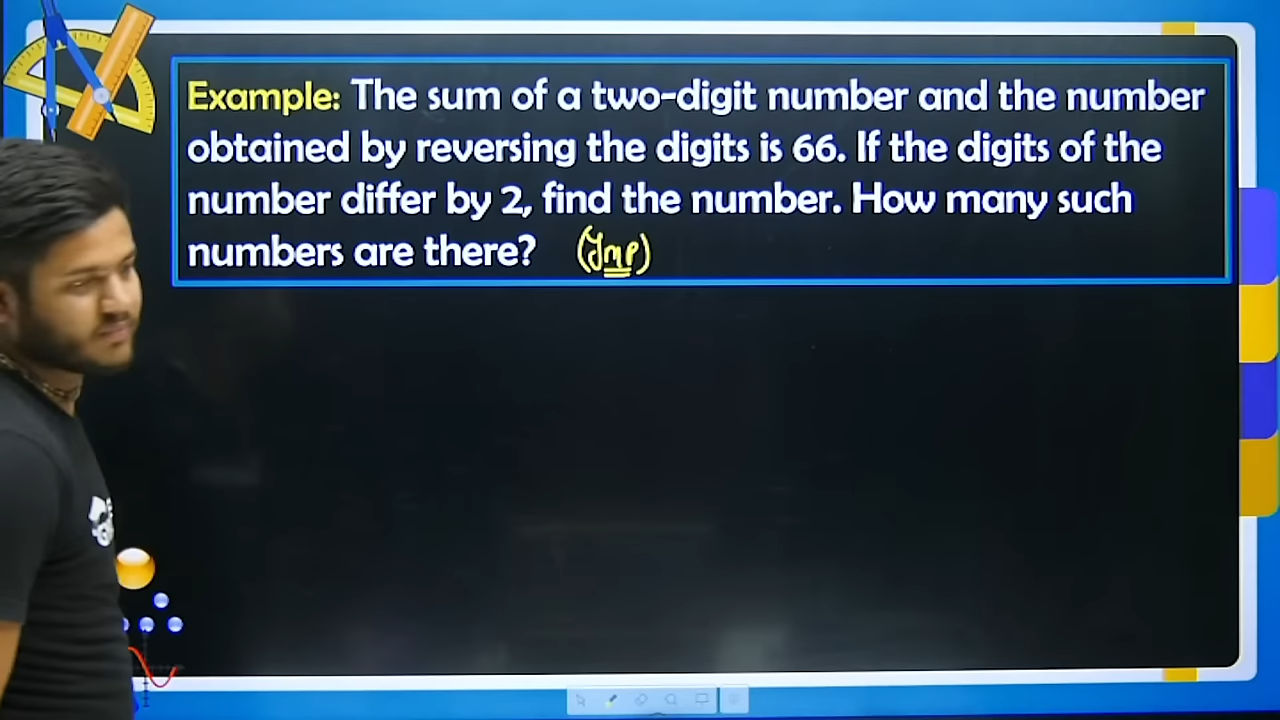 Example: The sum of a two-digit number and the number
obtained by reversing the digits is 66. If the digits of the
number differ by 2, find the number. How many such
numbers are there? (Imp)